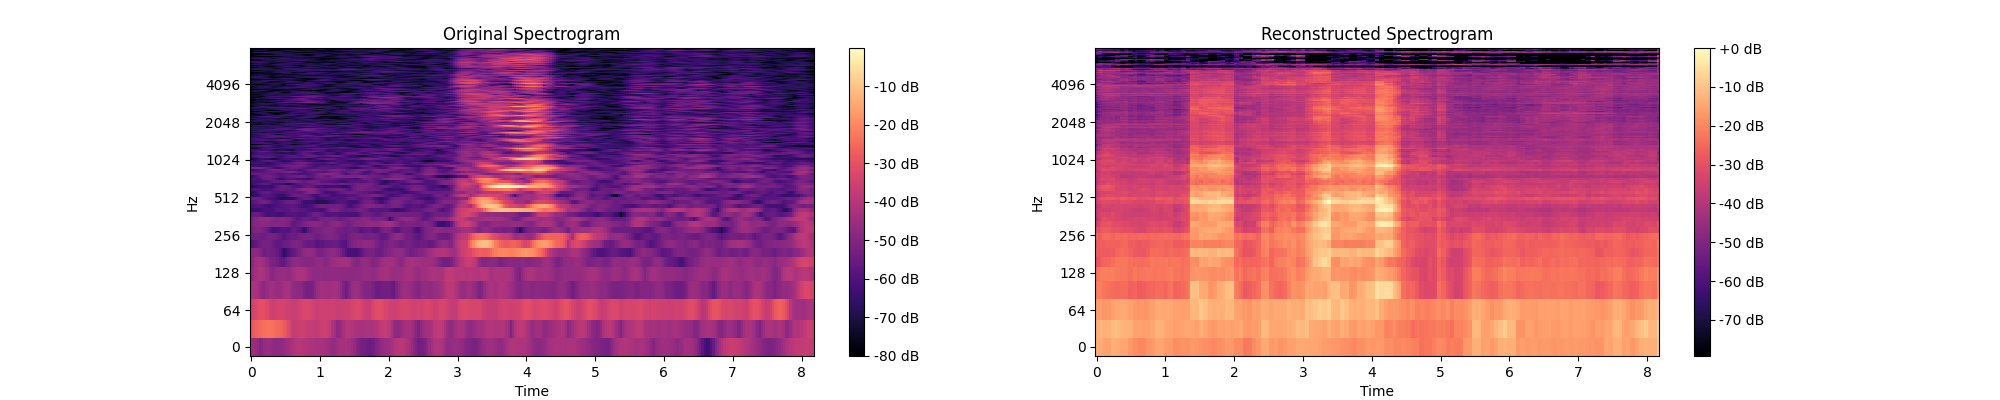 Original Spectrogram
Hz
4096
2048
1024
512
256
128
64
0
0 1 2 3 4 5 6 7 8
Time
-10 dB
-20 dB
-30 dB
-40 dB
-50 dB
-60 dB
-70 dB
-80 dB
Reconstructed Spectrogram
Hz
4096
2048
1024
512
256
128
64
0
0 1 2 3 4 5 6 7 8
Time
+0 dB
-10 dB
-20 dB
-30 dB
-40 dB
-50 dB
-60 dB
-70 dB